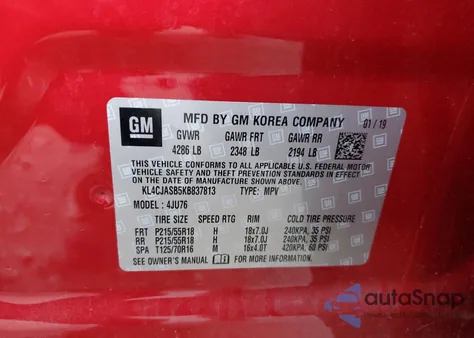 GM
MFD BY GM KOREA COMPANY 01/19
GVWR GAWR FRT GAWR RR
4286 LB 2348 LB 2194 LB
THIS VEHICLE CONFORMS TO ALL APPLICABLE U.S. FEDERAL MOTOR
VEHICLE SAFETY AND THEFT PREVENTION STANDARDS IN EFFECT ON
THE DATE OF MANUFACTURE SHOWN ABOVE.
KL4CJASB5KB837813 TYPE: MPV
MODEL : 4JU76
TIRE SIZE SPEED RTG RIM COLD TIRE PRESSURE
FRT P215/55R18 H 18x7.0J 240KPA, 35 PSI
RR P215/55R18 H 18x7.0J 240KPA, 35 PSI
SPA T125/70R16 M 16x4.0T 420KPA, 60 PSI
SEE OWNER'S MANUAL FOR MORE INFORMATION.
autoSnap